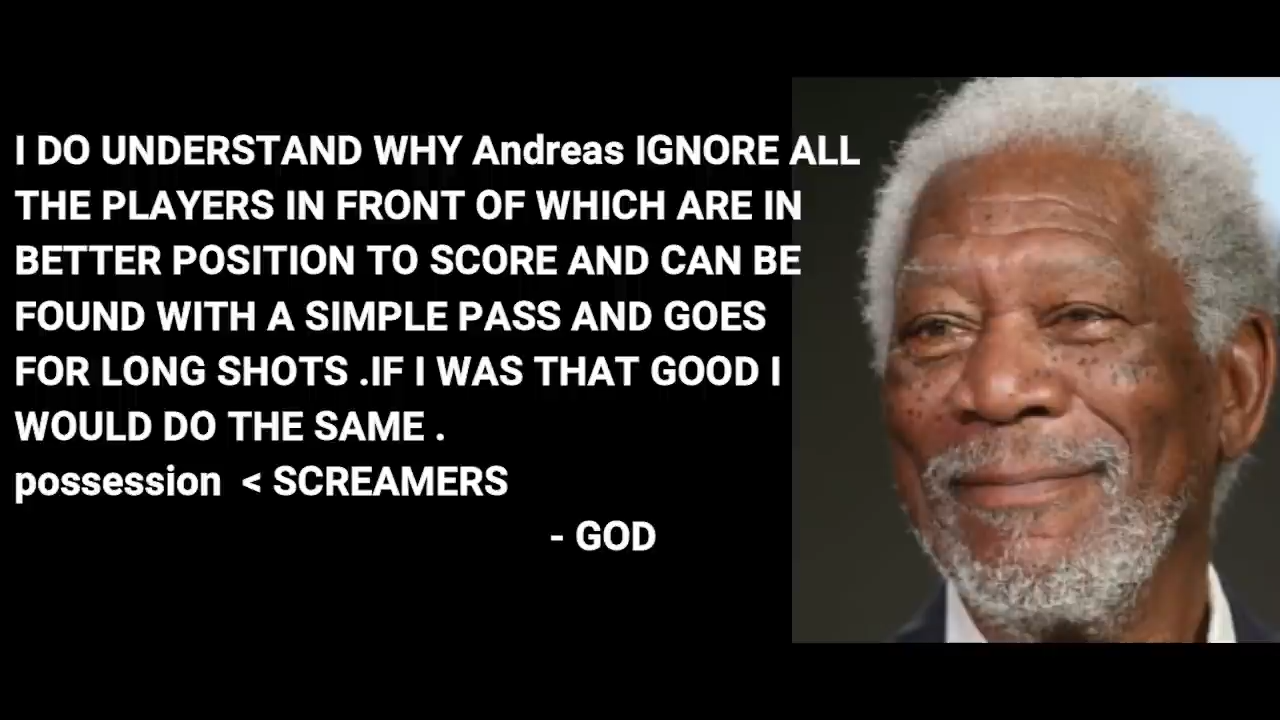 I DO UNDERSTAND WHY Andreas IGNORE ALL
THE PLAYERS IN FRONT OF WHICH ARE IN
BETTER POSITION TO SCORE AND CAN BE
FOUND WITH A SIMPLE PASS AND GOES
FOR LONG SHOTS .IF I WAS THAT GOOD I
WOULD DO THE SAME .
possession < SCREAMERS
- GOD